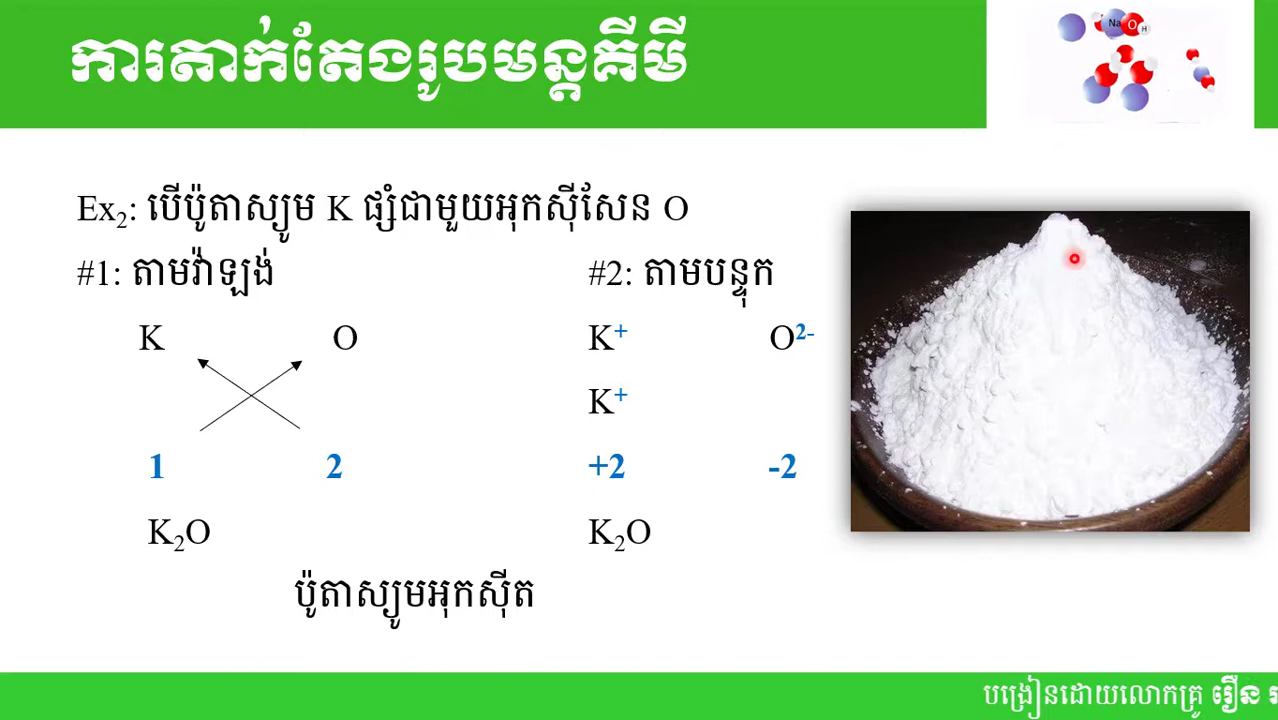 ការតាក់តែងរូបមន្តគីមី
Na O H
Ex₂: បើប៉ូតាស្យូម K ផ្សំជាមួយអុកស៊ីសែន O
#1: តាមវ៉ាឡង់ #2: តាមបន្ទុក
K O K⁺ O²⁻
K⁺
1 2 +2 -2
K₂O K₂O
ប៉ូតាស្យូមអុកស៊ីត
បង្រៀនដោយលោកគ្រូ រឿន